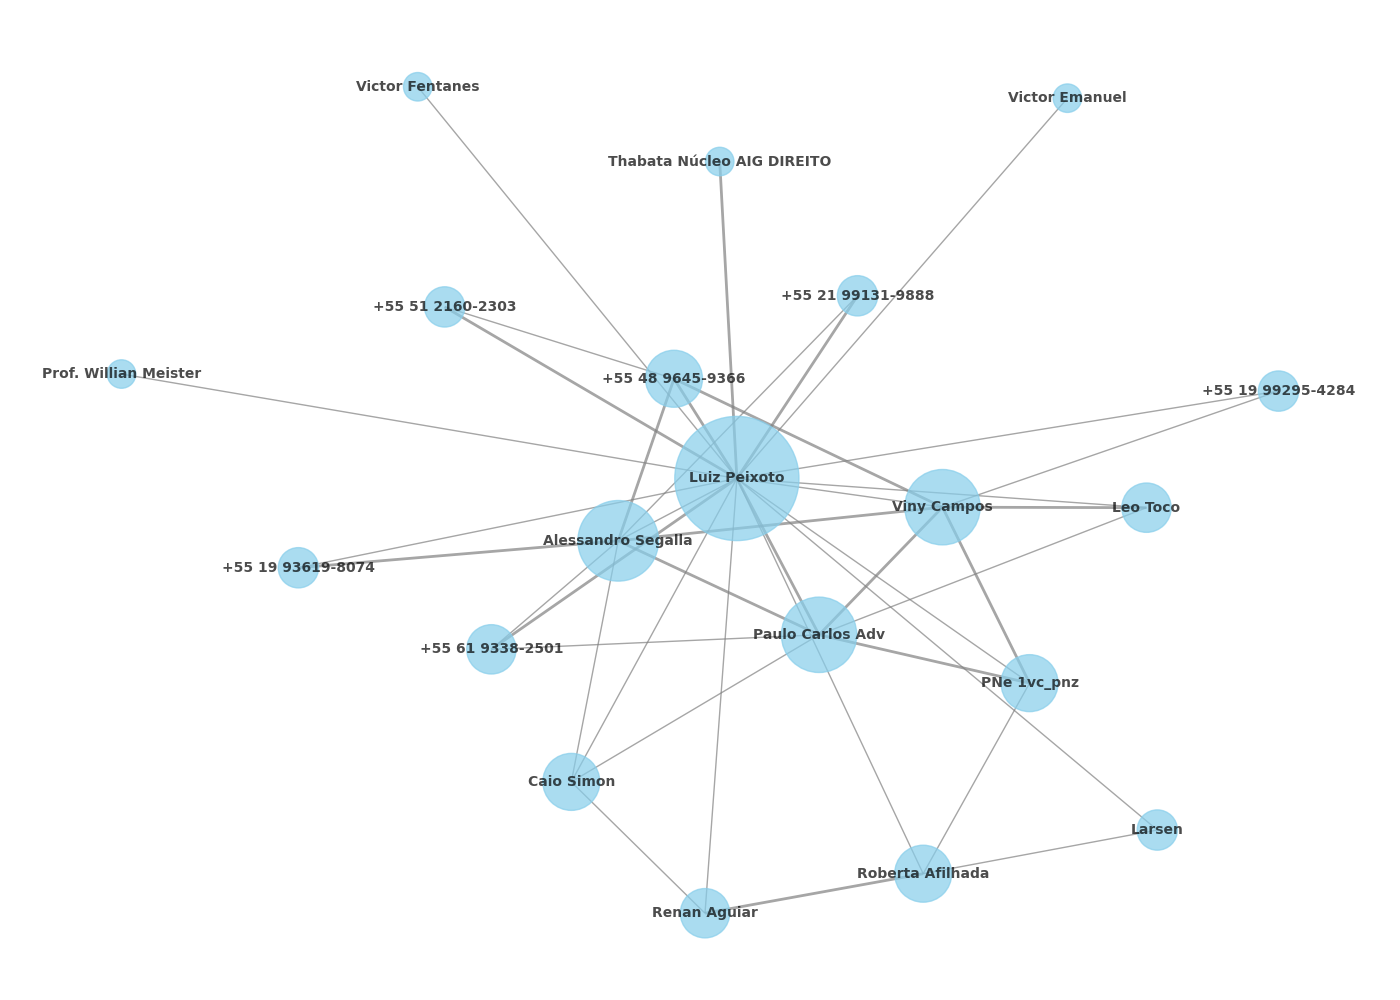 Victor Fentanes
Victor Emanuel
Thabata Núcleo AIG DIREITO
+55 21 99131-9888
+55 51 2160-2303
Prof. Willian Meister
+55 48 9645-9366
+55 19 99295-4284
Luiz Peixoto
Viny Campos
Leo Toco
Alessandro Segalla
+55 19 93619-8074
Paulo Carlos Adv
+55 61 9338-2501
PNe 1vc_pnz
Caio Simon
Larsen
Roberta Afilhada
Renan Aguiar